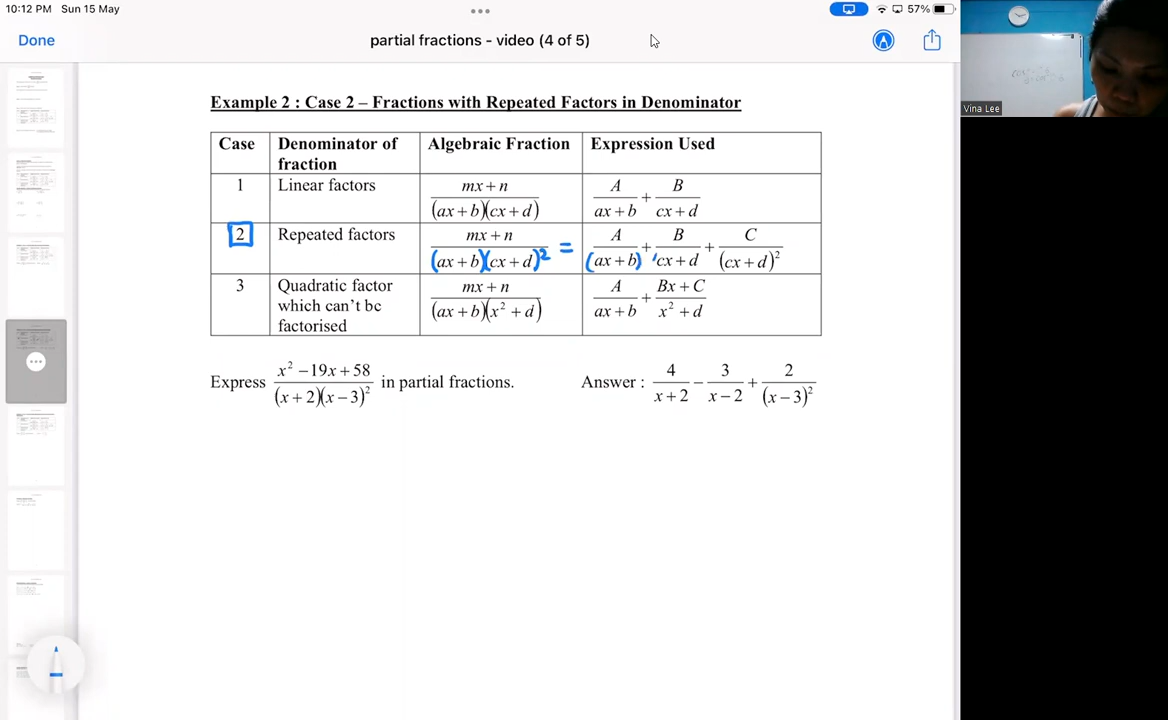 10:12 PM Sun 15 May
57%
Done
partial fractions - video (4 of 5)
Vina Lee
Example 2 : Case 2 – Fractions with Repeated Factors in Denominator
Case Denominator of fraction Algebraic Fraction Expression Used
1 Linear factors (mx + n)/((ax + b)(cx + d)) A/(ax + b) + B/(cx + d)
2 Repeated factors (mx + n)/((ax + b)(cx + d)²) = A/(ax + b) + B/(cx + d) + C/(cx + d)²
3 Quadratic factor which can't be factorised (mx + n)/((ax + b)(x² + d)) A/(ax + b) + (Bx + C)/(x² + d)
Express (x² − 19x + 58)/((x + 2)(x − 3)²) in partial fractions. Answer : 4/(x + 2) − 3/(x − 2) + 2/(x − 3)²